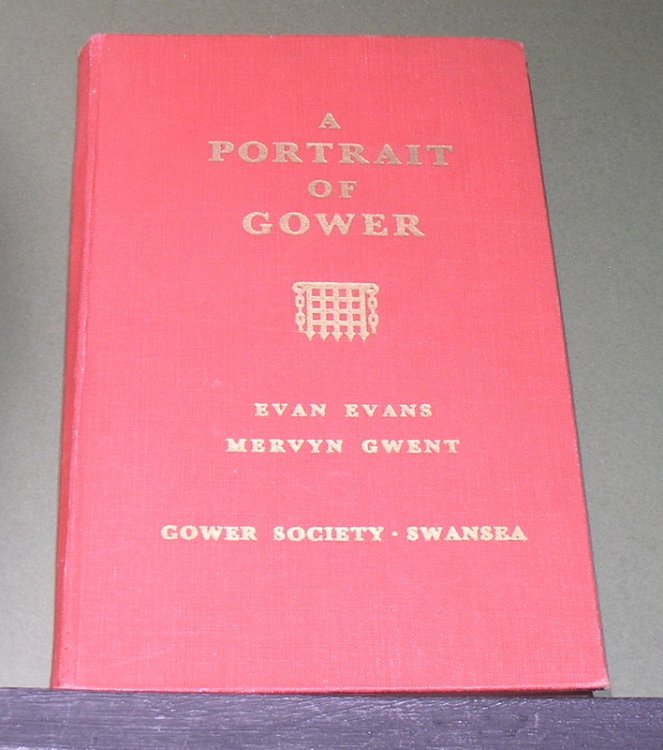 A
PORTRAIT
OF
GOWER
EVAN EVANS
MERVYN GWENT
GOWER SOCIETY · SWANSEA